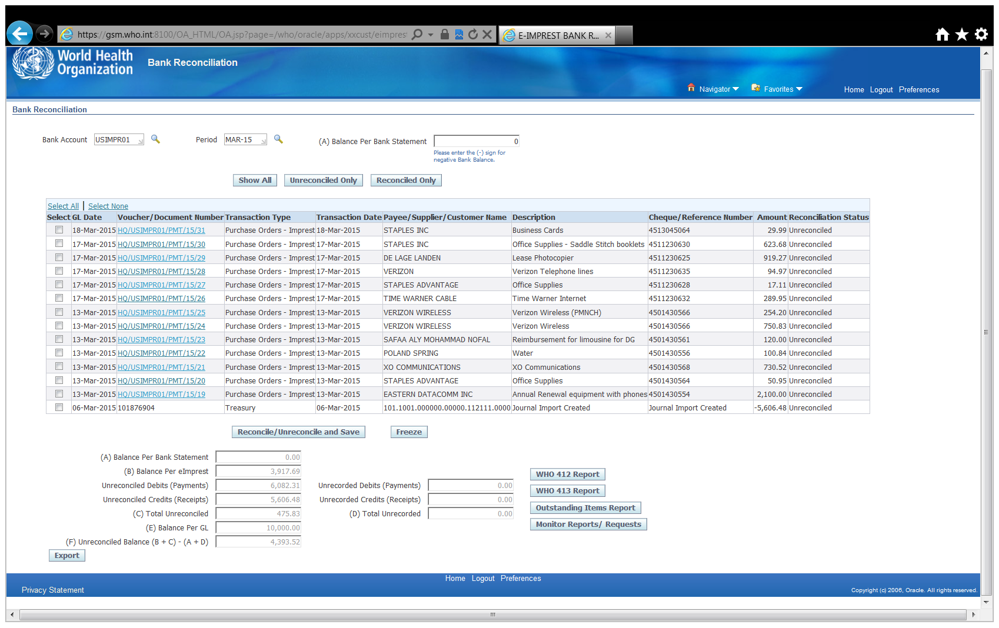 https://gsm.who.int:8100/OA_HTML/OA.jsp?page=/who/oracle/apps/xxcust/eimprest
E-IMPREST BANK R...
World Health
Organization
Bank Reconciliation
Navigator Favorites Home Logout Preferences
Bank Reconciliation
Bank Account USIMPR01 Period MAR-15 (A) Balance Per Bank Statement 0
Please enter the (-) sign for
negative Bank Balance.
Show All Unreconciled Only Reconciled Only
Select All | Select None
Select GL Date Voucher/Document Number Transaction Type Transaction Date Payee/Supplier/Customer Name Description Cheque/Reference Number Amount Reconciliation Status
18-Mar-2015 HQ/USIMPR01/PMT/15/31 Purchase Orders - Imprest 18-Mar-2015 STAPLES INC Business Cards 4513045064 29.99 Unreconciled
17-Mar-2015 HQ/USIMPR01/PMT/15/30 Purchase Orders - Imprest 17-Mar-2015 STAPLES INC Office Supplies - Saddle Stitch booklets 4511230630 623.68 Unreconciled
17-Mar-2015 HQ/USIMPR01/PMT/15/29 Purchase Orders - Imprest 17-Mar-2015 DE LAGE LANDEN Lease Photocopier 4511230625 919.27 Unreconciled
17-Mar-2015 HQ/USIMPR01/PMT/15/28 Purchase Orders - Imprest 17-Mar-2015 VERIZON Verizon Telephone lines 4511230635 94.97 Unreconciled
17-Mar-2015 HQ/USIMPR01/PMT/15/27 Purchase Orders - Imprest 17-Mar-2015 STAPLES ADVANTAGE Office Supplies 4511230628 17.11 Unreconciled
17-Mar-2015 HQ/USIMPR01/PMT/15/26 Purchase Orders - Imprest 17-Mar-2015 TIME WARNER CABLE Time Warner Internet 4511230632 289.95 Unreconciled
13-Mar-2015 HQ/USIMPR01/PMT/15/25 Purchase Orders - Imprest 13-Mar-2015 VERIZON WIRELESS Verizon Wireless (PMNCH) 4501430566 254.20 Unreconciled
13-Mar-2015 HQ/USIMPR01/PMT/15/24 Purchase Orders - Imprest 13-Mar-2015 VERIZON WIRELESS Verizon Wireless 4501430566 750.83 Unreconciled
13-Mar-2015 HQ/USIMPR01/PMT/15/23 Purchase Orders - Imprest 13-Mar-2015 SAFAA ALY MOHAMMAD NOFAL Reimbursement for limousine for DG 4501430561 120.00 Unreconciled
13-Mar-2015 HQ/USIMPR01/PMT/15/22 Purchase Orders - Imprest 13-Mar-2015 POLAND SPRING Water 4501430556 100.84 Unreconciled
13-Mar-2015 HQ/USIMPR01/PMT/15/21 Purchase Orders - Imprest 13-Mar-2015 XO COMMUNICATIONS XO Communications 4501430568 730.52 Unreconciled
13-Mar-2015 HQ/USIMPR01/PMT/15/20 Purchase Orders - Imprest 13-Mar-2015 STAPLES ADVANTAGE Office Supplies 4501430564 50.95 Unreconciled
13-Mar-2015 HQ/USIMPR01/PMT/15/19 Purchase Orders - Imprest 13-Mar-2015 EASTERN DATACOMM INC Annual Renewal equipment with phones 4501430554 2,100.00 Unreconciled
06-Mar-2015 101876904 Treasury 06-Mar-2015 101.1001.000000.00000.112111.0000 Journal Import Created Journal Import Created -5,606.48 Unreconciled
Reconcile/Unreconcile and Save Freeze
(A) Balance Per Bank Statement 0.00
(B) Balance Per eImprest 3,917.69 WHO 412 Report
Unreconciled Debits (Payments) 6,082.31 Unrecorded Debits (Payments) 0.00 WHO 413 Report
Unreconciled Credits (Receipts) 5,606.48 Unrecorded Credits (Receipts) 0.00
(C) Total Unreconciled 475.83 (D) Total Unrecorded 0.00 Outstanding Items Report
(E) Balance Per GL 10,000.00 Monitor Reports/ Requests
(F) Unreconciled Balance (B + C) - (A + D) 4,393.52
Export
Home Logout Preferences
Privacy Statement Copyright (c) 2006, Oracle. All rights reserved.